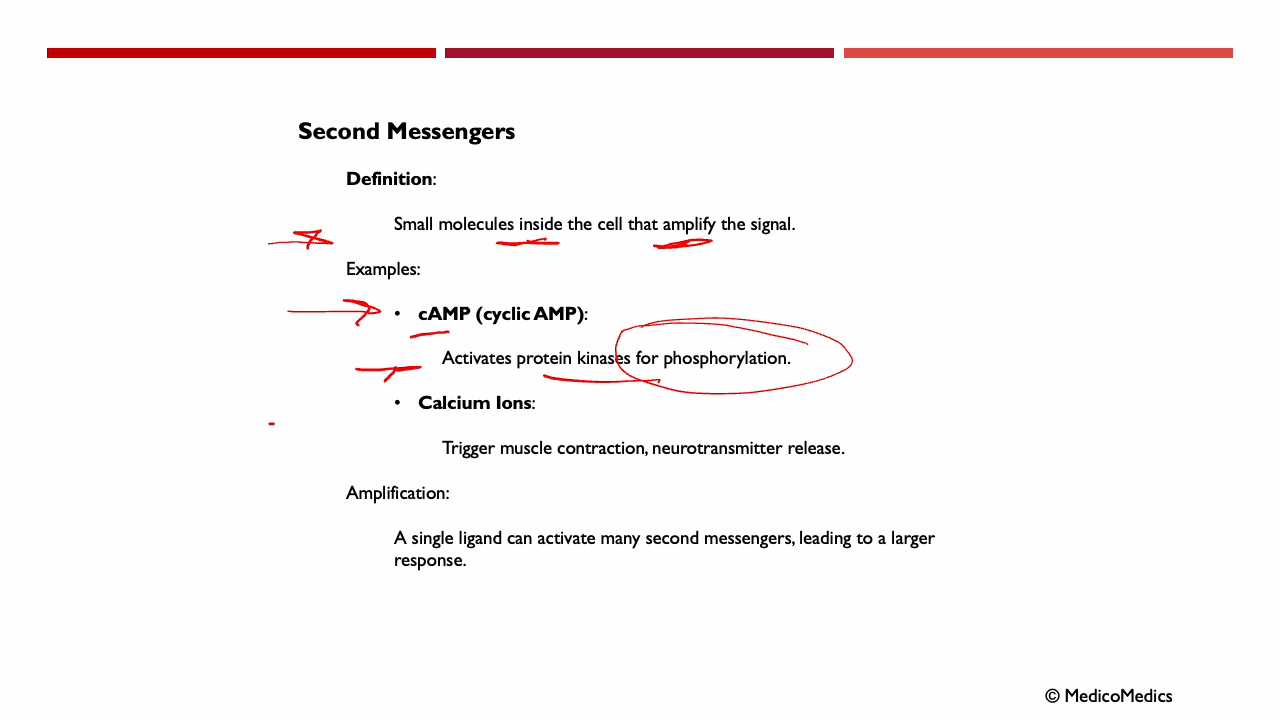 Second Messengers
Definition:
Small molecules inside the cell that amplify the signal.
Examples:
• cAMP (cyclic AMP):
Activates protein kinases for phosphorylation.
• Calcium Ions:
Trigger muscle contraction, neurotransmitter release.
Amplification:
A single ligand can activate many second messengers, leading to a larger
response.
© MedicoMedics